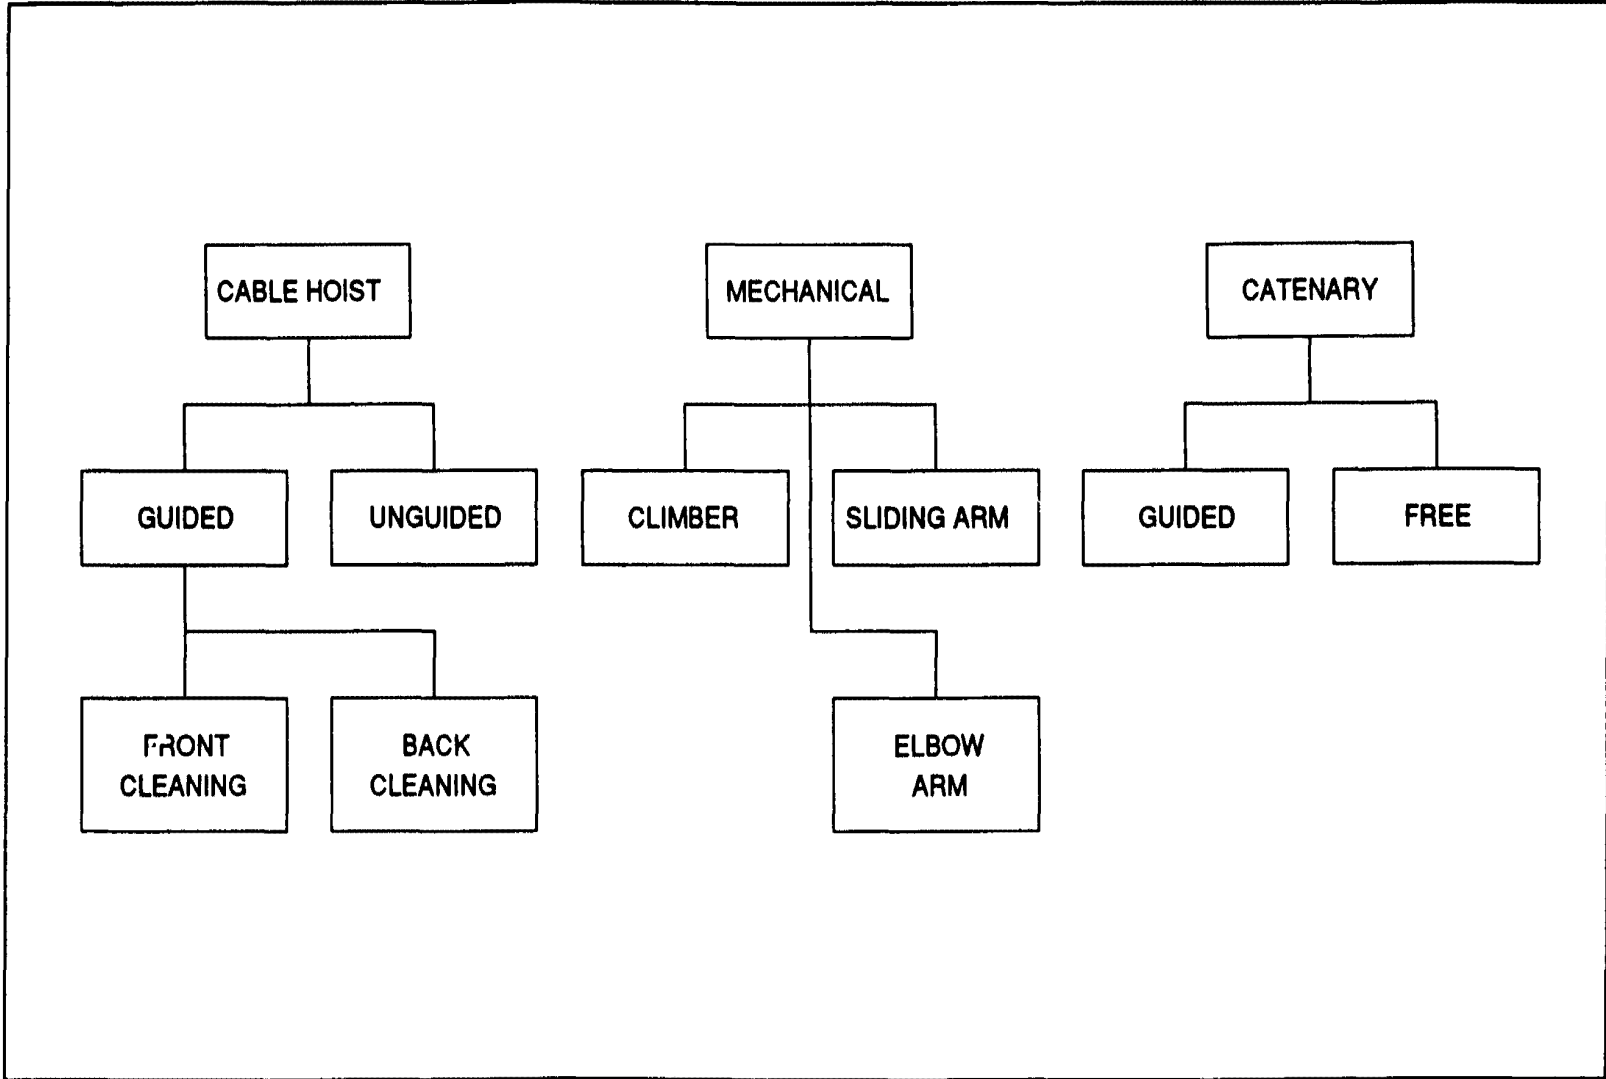 CABLE HOIST
MECHANICAL
CATENARY
GUIDED
UNGUIDED
CLIMBER
SLIDING ARM
GUIDED
FREE
FRONT
CLEANING
BACK
CLEANING
ELBOW
ARM